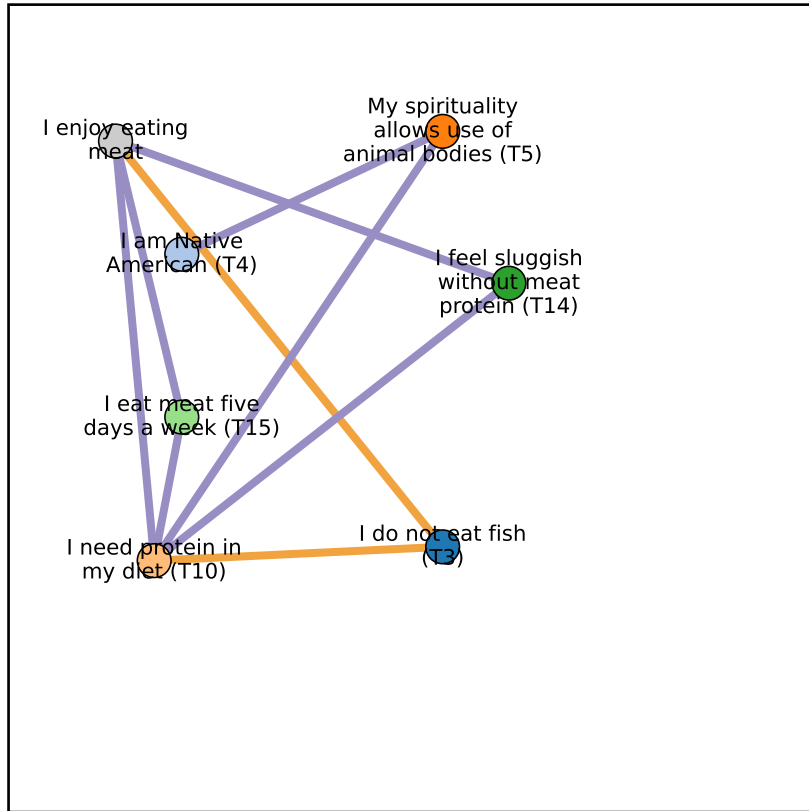 My spirituality
allows use of
animal bodies (T5)
I enjoy eating
meat
I am Native
American (T4)
I feel sluggish
without meat
protein (T14)
I eat meat five
days a week (T15)
I do not eat fish
(T3)
I need protein in
my diet (T10)